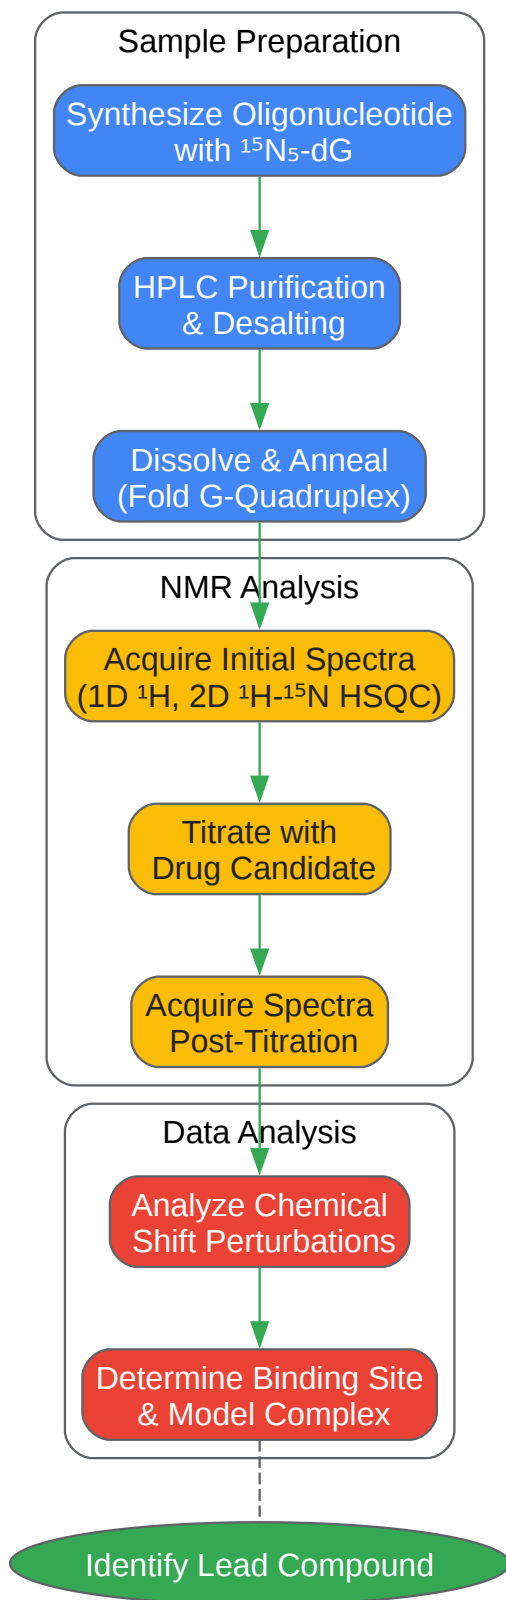 Sample Preparation
Synthesize Oligonucleotide
with ¹⁵N₅-dG
HPLC Purification
& Desalting
Dissolve & Anneal
(Fold G-Quadruplex)
NMR Analysis
Acquire Initial Spectra
(1D ¹H, 2D ¹H-¹⁵N HSQC)
Titrate with
Drug Candidate
Acquire Spectra
Post-Titration
Data Analysis
Analyze Chemical
Shift Perturbations
Determine Binding Site
& Model Complex
Identify Lead Compound